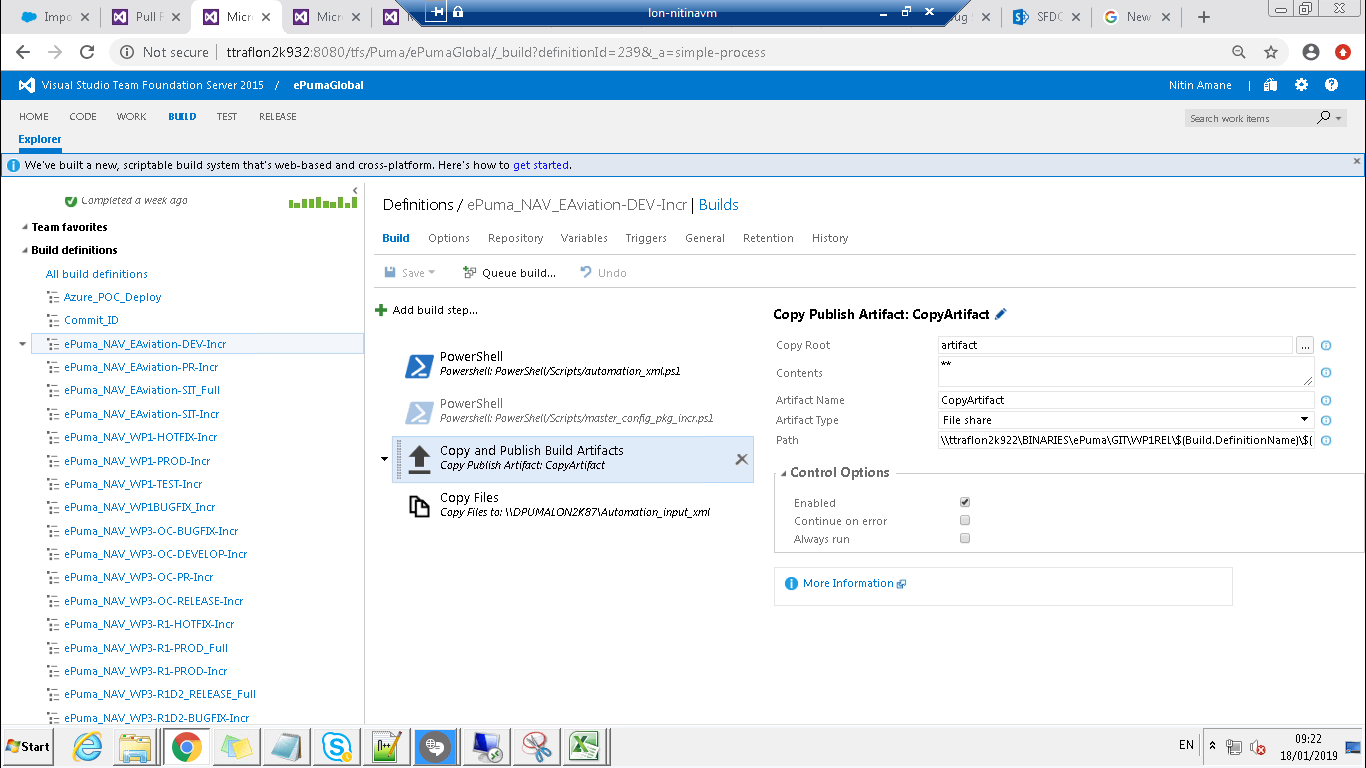 Impo
Pull F
Micro
Micro
lon-nitinavm
SFDC
New
Not secure
ttraflon2k932:8080/tfs/Puma/ePumaGlobal/_build?definitionId=239&_a=simple-process
Visual Studio Team Foundation Server 2015 / ePumaGlobal
Nitin Amane
HOME CODE WORK BUILD TEST RELEASE
Search work items
Explorer
We've built a new, scriptable build system that's web-based and cross-platform. Here's how to get started.
Completed a week ago
Team favorites
Build definitions
All build definitions
Azure_POC_Deploy
Commit_ID
ePuma_NAV_EAviation-DEV-Incr
ePuma_NAV_EAviation-PR-Incr
ePuma_NAV_EAviation-SIT_Full
ePuma_NAV_EAviation-SIT-Incr
ePuma_NAV_WP1-HOTFIX-Incr
ePuma_NAV_WP1-PROD-Incr
ePuma_NAV_WP1-TEST-Incr
ePuma_NAV_WP1BUGFIX_Incr
ePuma_NAV_WP3-OC-BUGFIX-Incr
ePuma_NAV_WP3-OC-DEVELOP-Incr
ePuma_NAV_WP3-OC-PR-Incr
ePuma_NAV_WP3-OC-RELEASE-Incr
ePuma_NAV_WP3-R1-HOTFIX-Incr
ePuma_NAV_WP3-R1-PROD_Full
ePuma_NAV_WP3-R1-PROD-Incr
ePuma_NAV_WP3-R1D2_RELEASE_Full
ePuma_NAV_WP3-R1D2-BUGFIX-Incr
Definitions / ePuma_NAV_EAviation-DEV-Incr | Builds
Build Options Repository Variables Triggers General Retention History
Save Queue build... Undo
Add build step...
PowerShell
Powershell: PowerShell/Scripts/automation_xml.ps1
PowerShell
Powershell: PowerShell/Scripts/master_config_pkg_incr.ps1
Copy and Publish Build Artifacts
Copy Publish Artifact: CopyArtifact
Copy Files
Copy Files to: \\DPUMALON2K87\Automation_input_xml
Copy Publish Artifact: CopyArtifact
Copy Root artifact ...
Contents **
Artifact Name CopyArtifact
Artifact Type File share
Path \\ttraflon2k922\BINARIES\ePuma\GIT\WP1REL\$(Build.DefinitionName)\$(
Control Options
Enabled
Continue on error
Always run
More Information
Start
EN
09:22
18/01/2019